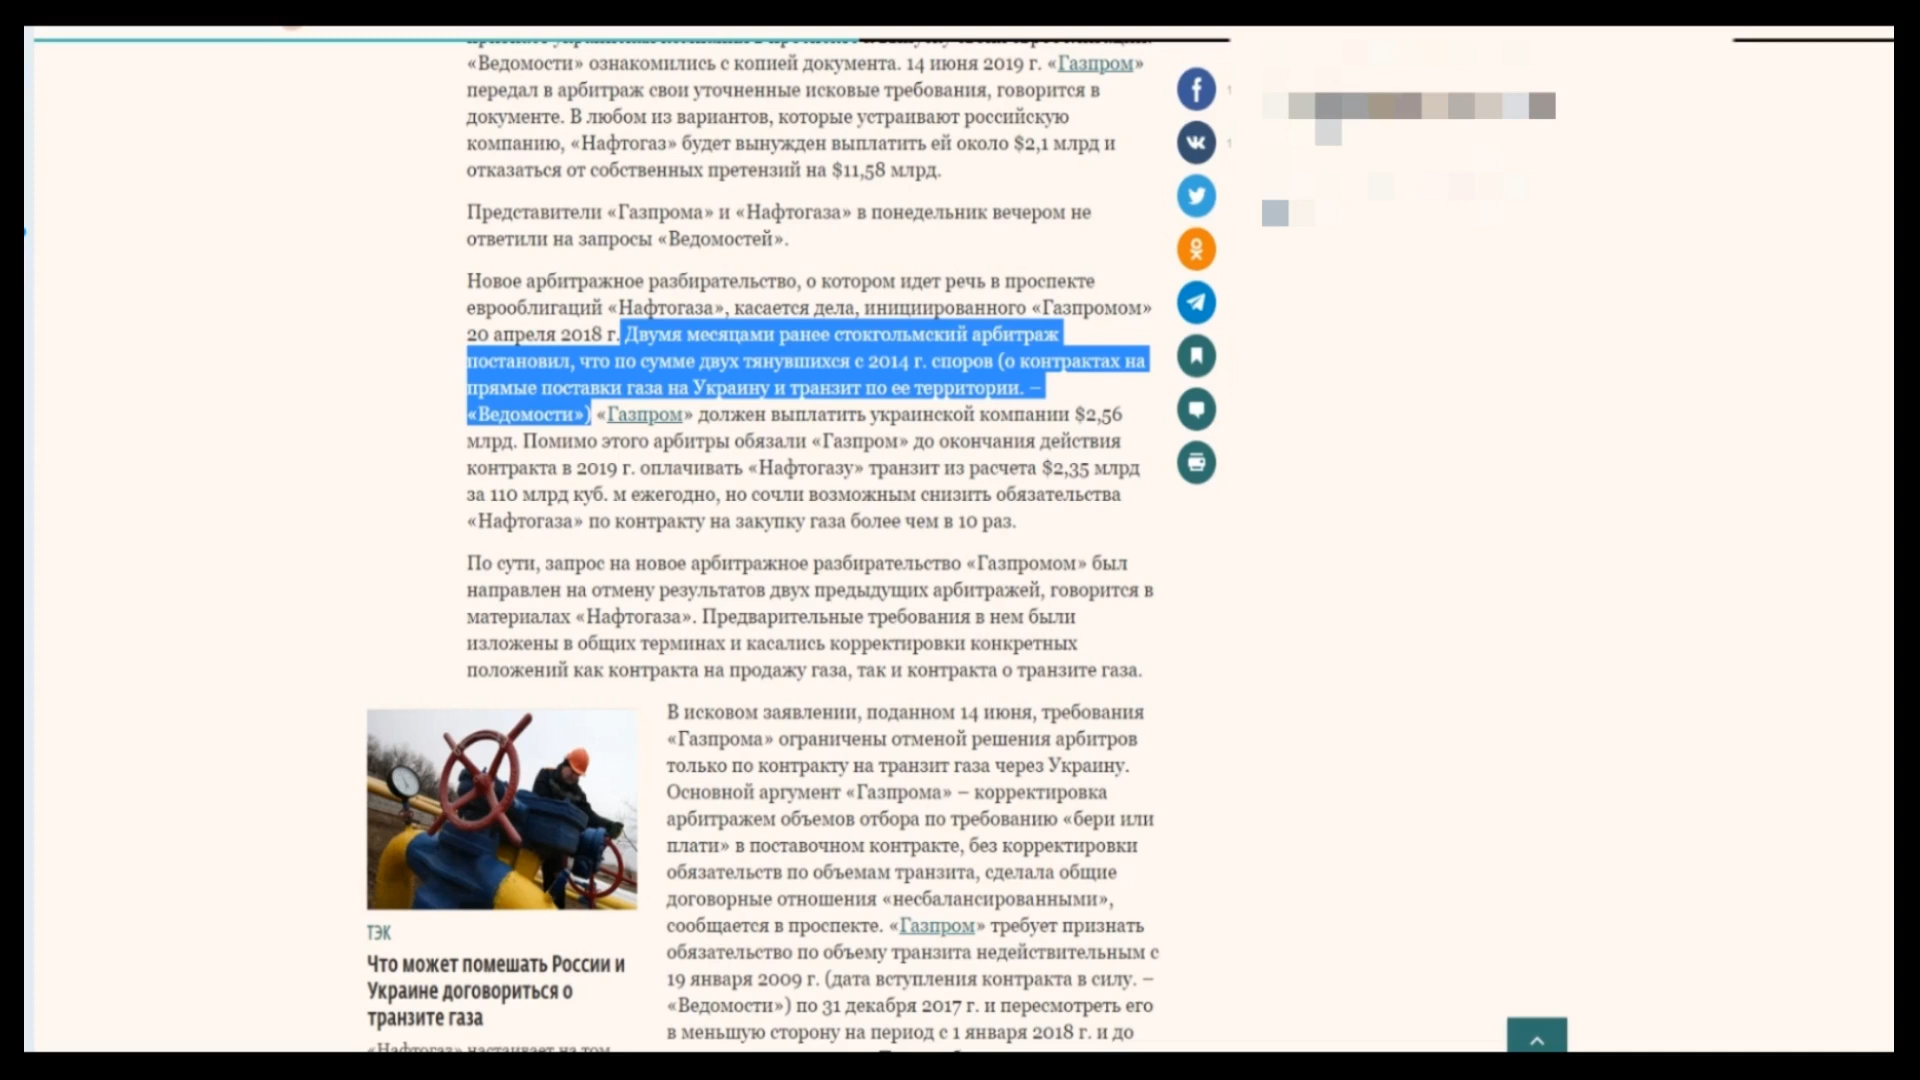 «Ведомости» ознакомились с копией документа. 14 июня 2019 г. «Газпром»
передал в арбитраж свои уточненные исковые требования, говорится в
документе. В любом из вариантов, которые устраивают российскую
компанию, «Нафтогаз» будет вынужден выплатить ей около $2,1 млрд и
отказаться от собственных претензий на $11,58 млрд.
Представители «Газпрома» и «Нафтогаза» в понедельник вечером не
ответили на запросы «Ведомостей».
Новое арбитражное разбирательство, о котором идет речь в проспекте
еврооблигаций «Нафтогаза», касается дела, инициированного «Газпромом»
20 апреля 2018 г. Двумя месяцами ранее стокгольмский арбитраж
постановил, что по сумме двух тянувшихся с 2014 г. споров (о контрактах на
прямые поставки газа на Украину и транзит по ее территории. –
«Ведомости») «Газпром» должен выплатить украинской компании $2,56
млрд. Помимо этого арбитры обязали «Газпром» до окончания действия
контракта в 2019 г. оплачивать «Нафтогазу» транзит из расчета $2,35 млрд
за 110 млрд куб. м ежегодно, но сочли возможным снизить обязательства
«Нафтогаза» по контракту на закупку газа более чем в 10 раз.
По сути, запрос на новое арбитражное разбирательство «Газпромом» был
направлен на отмену результатов двух предыдущих арбитражей, говорится в
материалах «Нафтогаза». Предварительные требования в нем были
изложены в общих терминах и касались корректировки конкретных
положений как контракта на продажу газа, так и контракта о транзите газа.
В исковом заявлении, поданном 14 июня, требования
«Газпрома» ограничены отменой решения арбитров
только по контракту на транзит газа через Украину.
Основной аргумент «Газпрома» – корректировка
арбитражем объемов отбора по требованию «бери или
плати» в поставочном контракте, без корректировки
обязательств по объемам транзита, сделала общие
договорные отношения «несбалансированными»,
сообщается в проспекте. «Газпром» требует признать
обязательство по объему транзита недействительным с
19 января 2009 г. (дата вступления контракта в силу. –
«Ведомости») по 31 декабря 2017 г. и пересмотреть его
в меньшую сторону на период с 1 января 2018 г. и до
ТЭК
Что может помешать России и
Украине договориться о
транзите газа
«Нафтогаз» настаивает на том,